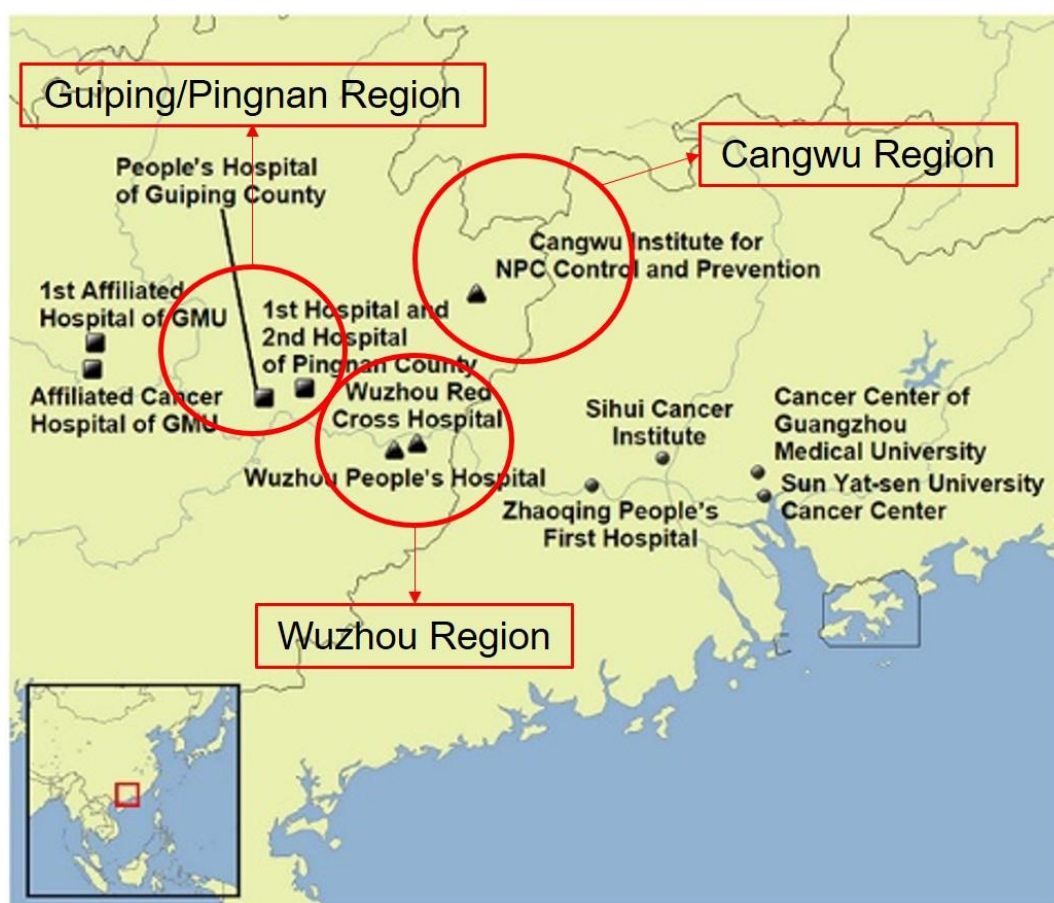 Guiping/Pingnan Region
Cangwu Region
People's Hospital
of Guiping County
Cangwu Institute for
NPC Control and Prevention
1st Affiliated
Hospital of GMU
1st Hospital and
2nd Hospital
of Pingnan County
Affiliated Cancer
Hospital of GMU
Wuzhou Red
Cross Hospital
Wuzhou People's Hospital
Sihui Cancer
Institute
Cancer Center of
Guangzhou
Medical University
Zhaoqing People's
First Hospital
Sun Yat-sen University
Cancer Center
Wuzhou Region